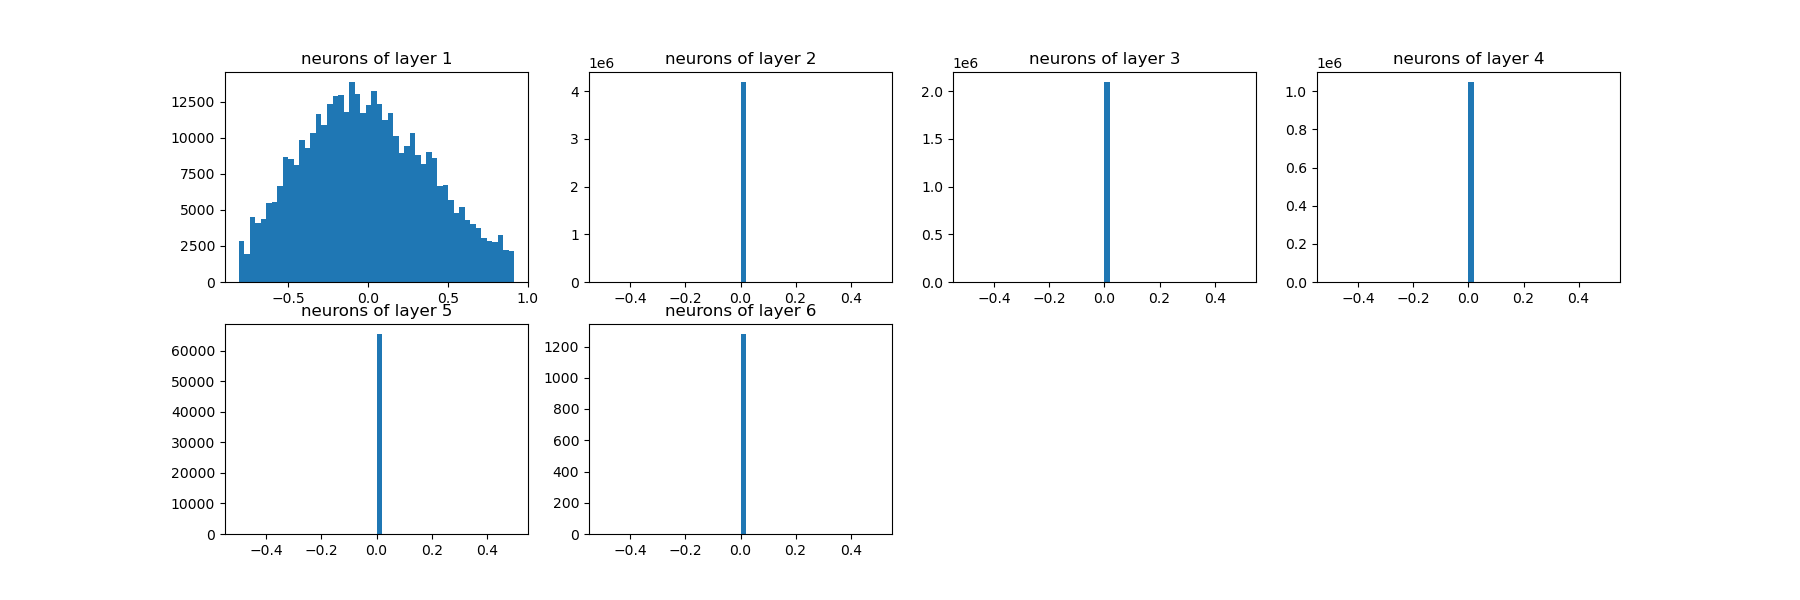 neurons of layer 1
12500
10000
7500
5000
2500
0
−0.5 0.0 0.5 1.0
neurons of layer 2
1e6
4
3
2
1
0
−0.4 −0.2 0.0 0.2 0.4
neurons of layer 3
1e6
2.0
1.5
1.0
0.5
0.0
−0.4 −0.2 0.0 0.2 0.4
neurons of layer 4
1e6
1.0
0.8
0.6
0.4
0.2
0.0
−0.4 −0.2 0.0 0.2 0.4
neurons of layer 5
60000
50000
40000
30000
20000
10000
0
−0.4 −0.2 0.0 0.2 0.4
neurons of layer 6
1200
1000
800
600
400
200
0
−0.4 −0.2 0.0 0.2 0.4